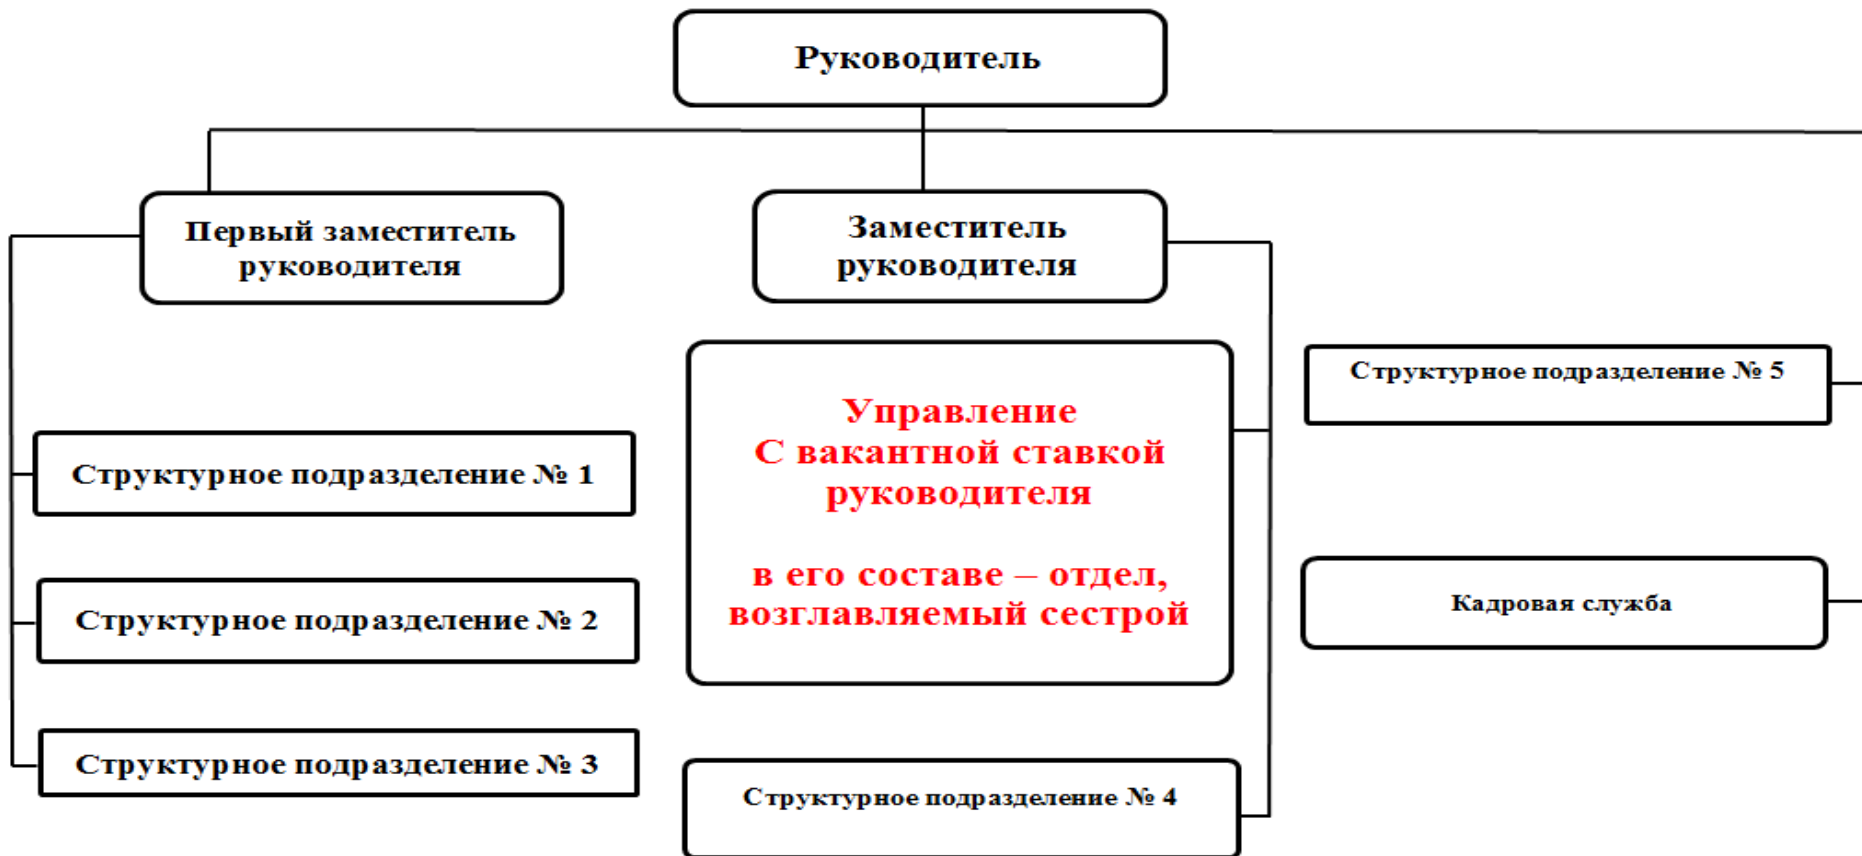 Руководитель
Первый заместитель
руководителя
Заместитель
руководителя
Управление
С вакантной ставкой
руководителя
в его составе – отдел,
возглавляемый сестрой
Структурное подразделение № 5
Структурное подразделение № 1
Кадровая служба
Структурное подразделение № 2
Структурное подразделение № 3
Структурное подразделение № 4